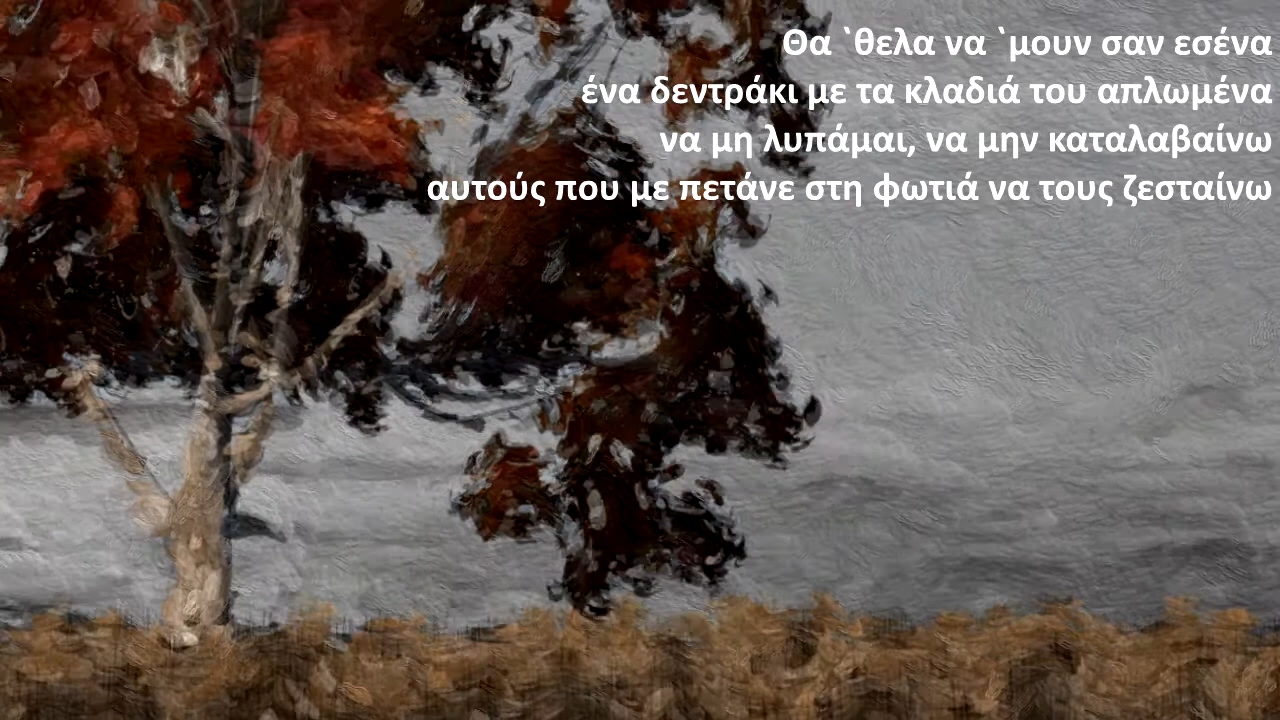 Θα `θελα να `μουν σαν εσένα
ένα δεντράκι με τα κλαδιά του απλωμένα
να μη λυπάμαι, να μην καταλαβαίνω
αυτούς που με πετάνε στη φωτιά να τους ζεσταίνω